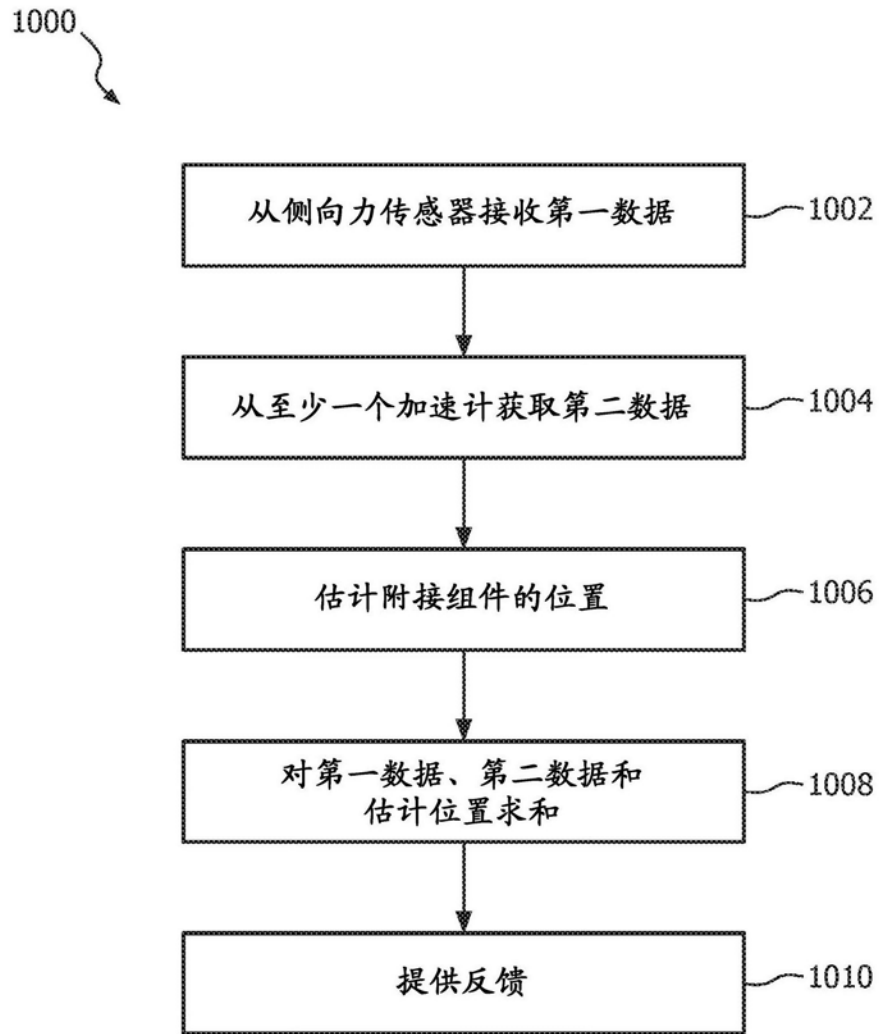 1000
从侧向力传感器接收第一数据
1002
从至少一个加速计获取第二数据
1004
估计附接组件的位置
1006
对第一数据、第二数据和
估计位置求和
1008
提供反馈
1010